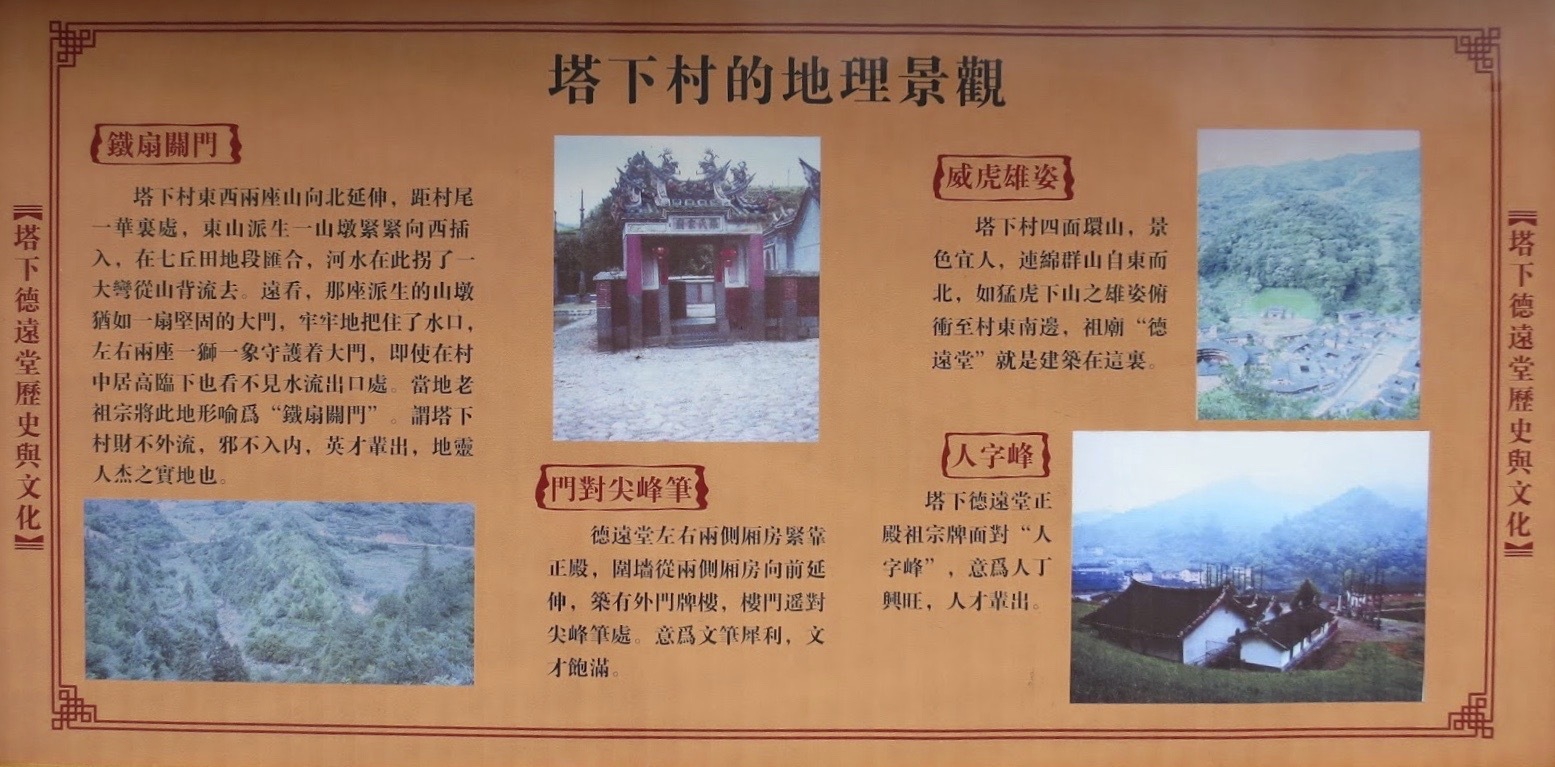 塔下村的地理景觀
【塔下德遠堂歷史與文化】
鐵扇關門
塔下村東西兩座山向北延伸，距村尾
一華裏處，東山派生一山墩緊緊向西插
入，在七丘田地段匯合，河水在此拐了一
大彎從山背流去。遠看，那座派生的山墩
猶如一扇堅固的大門，牢牢地把住了水口，
左右兩座一獅一象守護着大門，即使在村
中居高臨下也看不見水流出口處。當地老
祖宗將此地形喻爲“鐵扇關門”。謂塔下
村財不外流，邪不入内，英才輩出，地靈
人杰之實地也。
門對尖峰筆
德遠堂左右兩側厢房緊靠
正殿，圍墻從兩側厢房向前延
伸，築有外門牌樓，樓門遥對
尖峰筆處。意爲文筆犀利，文
才飽滿。
威虎雄姿
塔下村四面環山，景
色宜人，連綿群山自東而
北，如猛虎下山之雄姿俯
衝至村東南邊，祖廟“德
遠堂”就是建築在這裏。
人字峰
塔下德遠堂正
殿祖宗牌面對“人
字峰”，意爲人丁
興旺，人才輩出。
【塔下德遠堂歷史與文化】